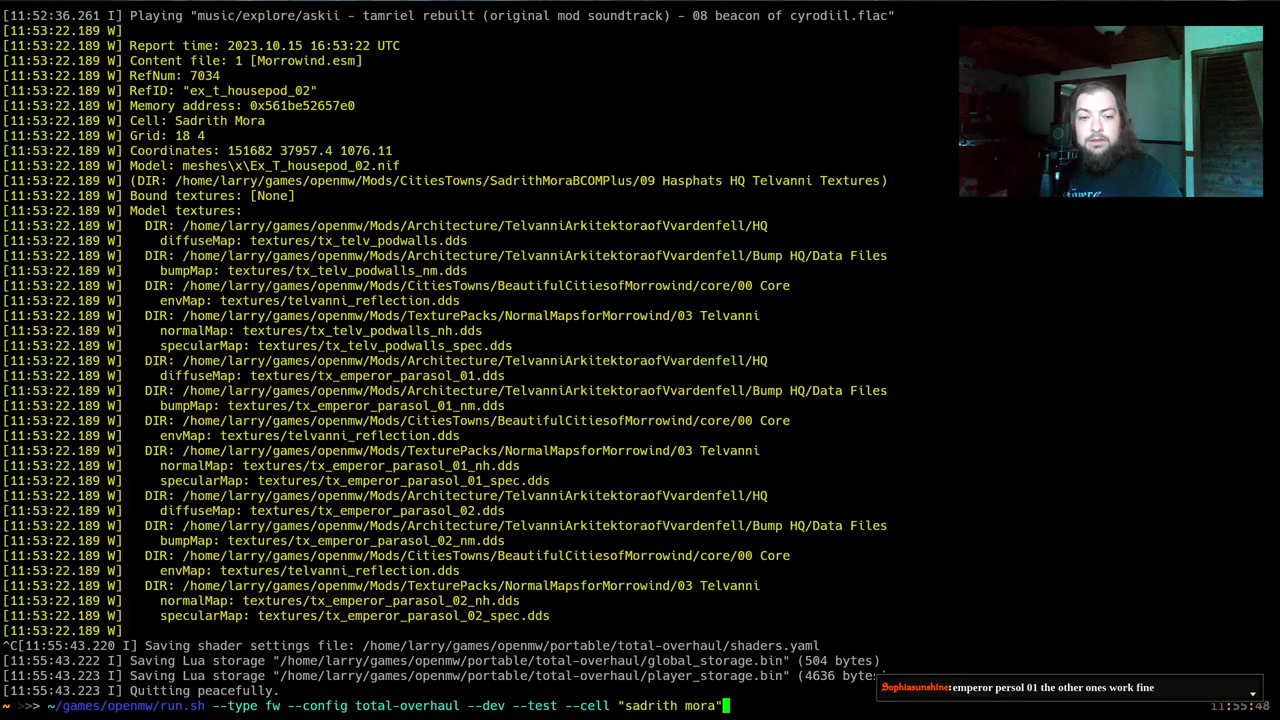 [11:52:36.261 I] Playing "music/explore/askii - tamriel rebuilt (original mod soundtrack) - 08 beacon of cyrodiil.flac"
[11:53:22.189 W]
[11:53:22.189 W] Report time: 2023.10.15 16:53:22 UTC
[11:53:22.189 W] Content file: 1 [Morrowind.esm]
[11:53:22.189 W] RefNum: 7034
[11:53:22.189 W] RefID: "ex_t_housepod_02"
[11:53:22.189 W] Memory address: 0x561be52657e0
[11:53:22.189 W] Cell: Sadrith Mora
[11:53:22.189 W] Grid: 18 4
[11:53:22.189 W] Coordinates: 151682 37957.4 1076.11
[11:53:22.189 W] Model: meshes\x\Ex_T_housepod_02.nif
[11:53:22.189 W] (DIR: /home/larry/games/openmw/Mods/CitiesTowns/SadrithMoraBCOMPlus/09 Hasphats HQ Telvanni Textures)
[11:53:22.189 W] Bound textures: [None]
[11:53:22.189 W] Model textures:
[11:53:22.189 W]   DIR: /home/larry/games/openmw/Mods/Architecture/TelvanniArkitektoraofVvardenfell/HQ
[11:53:22.189 W]     diffuseMap: textures/tx_telv_podwalls.dds
[11:53:22.189 W]   DIR: /home/larry/games/openmw/Mods/Architecture/TelvanniArkitektoraofVvardenfell/Bump HQ/Data Files
[11:53:22.189 W]     bumpMap: textures/tx_telv_podwalls_nm.dds
[11:53:22.189 W]   DIR: /home/larry/games/openmw/Mods/CitiesTowns/BeautifulCitiesofMorrowind/core/00 Core
[11:53:22.189 W]     envMap: textures/telvanni_reflection.dds
[11:53:22.189 W]   DIR: /home/larry/games/openmw/Mods/TexturePacks/NormalMapsforMorrowind/03 Telvanni
[11:53:22.189 W]     normalMap: textures/tx_telv_podwalls_nh.dds
[11:53:22.189 W]     specularMap: textures/tx_telv_podwalls_spec.dds
[11:53:22.189 W]   DIR: /home/larry/games/openmw/Mods/Architecture/TelvanniArkitektoraofVvardenfell/HQ
[11:53:22.189 W]     diffuseMap: textures/tx_emperor_parasol_01.dds
[11:53:22.189 W]   DIR: /home/larry/games/openmw/Mods/Architecture/TelvanniArkitektoraofVvardenfell/Bump HQ/Data Files
[11:53:22.189 W]     bumpMap: textures/tx_emperor_parasol_01_nm.dds
[11:53:22.189 W]   DIR: /home/larry/games/openmw/Mods/CitiesTowns/BeautifulCitiesofMorrowind/core/00 Core
[11:53:22.189 W]     envMap: textures/telvanni_reflection.dds
[11:53:22.189 W]   DIR: /home/larry/games/openmw/Mods/TexturePacks/NormalMapsforMorrowind/03 Telvanni
[11:53:22.189 W]     normalMap: textures/tx_emperor_parasol_01_nh.dds
[11:53:22.189 W]     specularMap: textures/tx_emperor_parasol_01_spec.dds
[11:53:22.189 W]   DIR: /home/larry/games/openmw/Mods/Architecture/TelvanniArkitektoraofVvardenfell/HQ
[11:53:22.189 W]     diffuseMap: textures/tx_emperor_parasol_02.dds
[11:53:22.189 W]   DIR: /home/larry/games/openmw/Mods/Architecture/TelvanniArkitektoraofVvardenfell/Bump HQ/Data Files
[11:53:22.189 W]     bumpMap: textures/tx_emperor_parasol_02_nm.dds
[11:53:22.189 W]   DIR: /home/larry/games/openmw/Mods/CitiesTowns/BeautifulCitiesofMorrowind/core/00 Core
[11:53:22.189 W]     envMap: textures/telvanni_reflection.dds
[11:53:22.189 W]   DIR: /home/larry/games/openmw/Mods/TexturePacks/NormalMapsforMorrowind/03 Telvanni
[11:53:22.189 W]     normalMap: textures/tx_emperor_parasol_02_nh.dds
[11:53:22.189 W]     specularMap: textures/tx_emperor_parasol_02_spec.dds
[11:53:22.189 W]
^C[11:55:43.220 I] Saving shader settings file: /home/larry/games/openmw/portable/total-overhaul/shaders.yaml
[11:55:43.222 I] Saving Lua storage "/home/larry/games/openmw/portable/total-overhaul/global_storage.bin" (504 bytes)
[11:55:43.223 I] Saving Lua storage "/home/larry/games/openmw/portable/total-overhaul/player_storage.bin" (4636 byte
Sophiasunshine: emperor persol 01 the other ones work fine
[11:55:43.223 I] Quitting peacefully.
~ >>> ~/games/openmw/run.sh --type fw --config total-overhaul --dev --test --cell "sadrith mora" 11:55:48